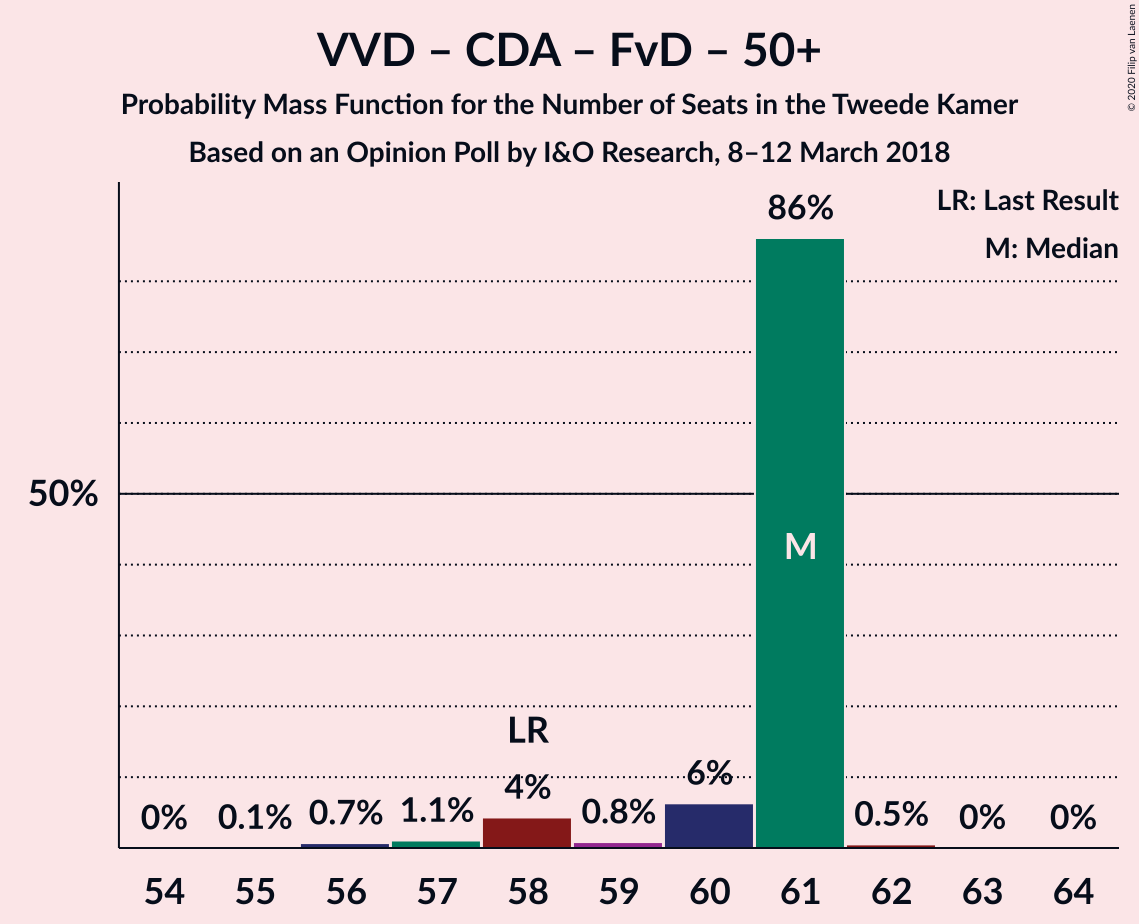 VVD – CDA – FvD – 50+
Probability Mass Function for the Number of Seats in the Tweede Kamer
Based on an Opinion Poll by I&O Research, 8–12 March 2018
© 2020 Filip van Laenen
LR: Last Result
M: Median
86%
50%
M
LR
0% 0.1% 0.7% 1.1% 4% 0.8% 6% 0.5% 0% 0%
54 55 56 57 58 59 60 61 62 63 64